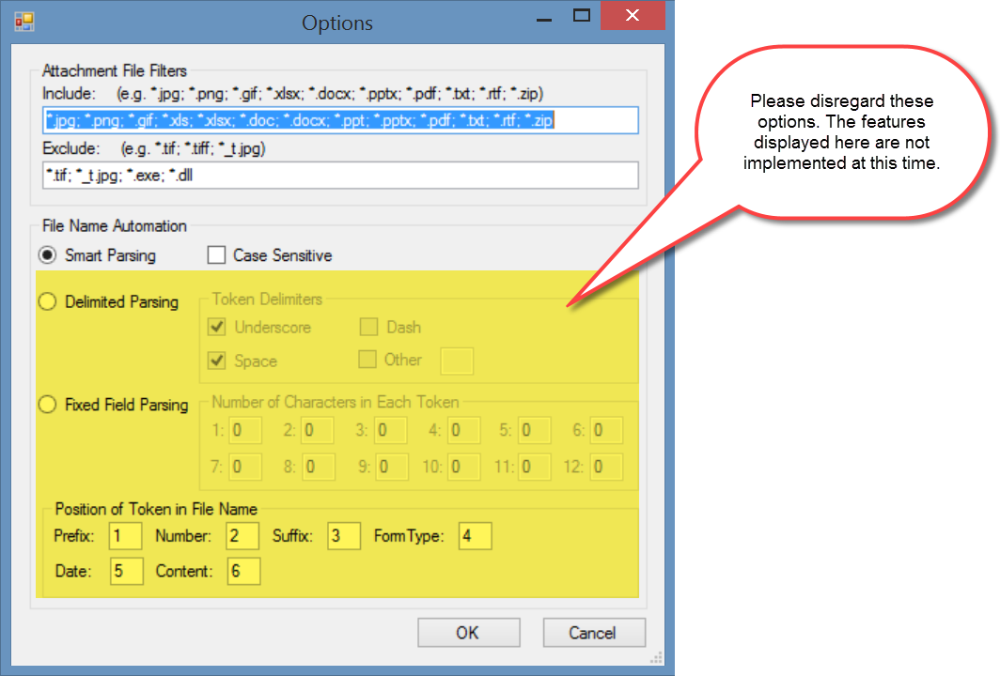 Options
Attachment File Filters
Include: (e.g. *.jpg; *.png; *.gif; *.xlsx; *.docx; *.pptx; *.pdf; *.txt; *.rtf; *.zip)
*.jpg; *.png; *.gif; *.xls; *.xlsx; *.doc; *.docx; *.ppt; *.pptx; *.pdf; *.txt; *.rtf; *.zip
Exclude: (e.g. *.tif; *.tiff; *_t.jpg)
*.tif; *_t.jpg; *.exe; *.dll
File Name Automation
Smart Parsing Case Sensitive
Delimited Parsing Token Delimiters
Underscore Dash
Space Other
Fixed Field Parsing Number of Characters in Each Token
1: 0 2: 0 3: 0 4: 0 5: 0 6: 0
7: 0 8: 0 9: 0 10: 0 11: 0 12: 0
Position of Token in File Name
Prefix: 1 Number: 2 Suffix: 3 FormType: 4
Date: 5 Content: 6
OK Cancel
Please disregard these
options. The features
displayed here are not
implemented at this time.